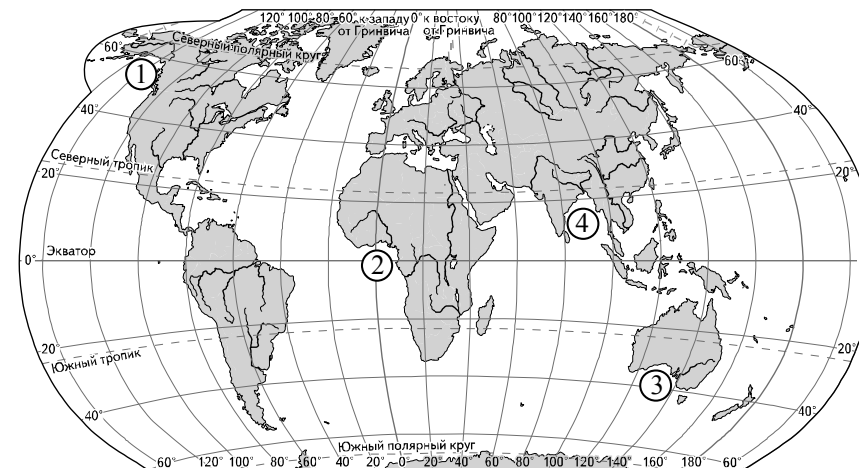 120° 100° 80° 60° к западу 0° к востоку 80° 100° 120° 140° 160° 180°
от Гринвича от Гринвича
60° Северный полярный круг 60°
1
40° 40°
Северный тропик
20° 20°
4
Экватор
0° 2 0°
20° 20°
Южный тропик
3
40° 40°
Южный полярный круг
60° 120° 100° 80° 60° 40° 20° 0° 20° 40° 60° 80° 100° 120° 140° 160° 180° 60°